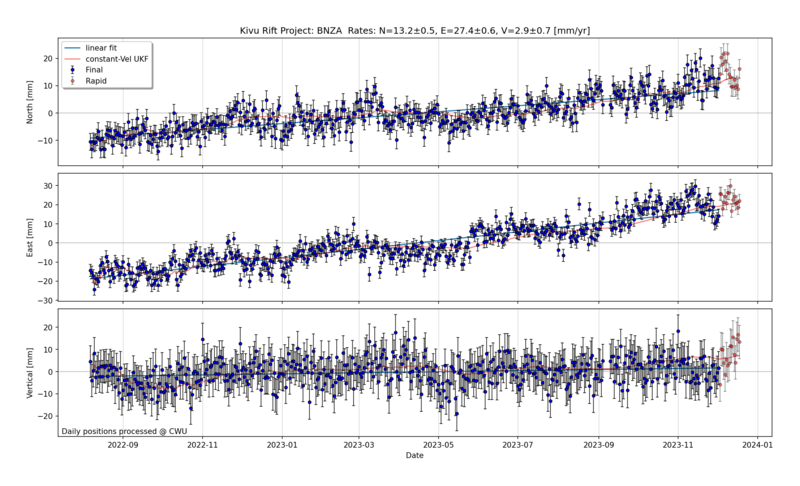 Kivu Rift Project: BNZA  Rates: N=13.2±0.5, E=27.4±0.6, V=2.9±0.7 [mm/yr]
linear fit
constant-Vel UKF
Final
Rapid
North [mm]
20
10
0
−10
East [mm]
30
20
10
0
−10
−20
−30
Vertical [mm]
20
10
0
−10
−20
Daily positions processed @ CWU
2022-09 2022-11 2023-01 2023-03 2023-05 2023-07 2023-09 2023-11 2024-01
Date